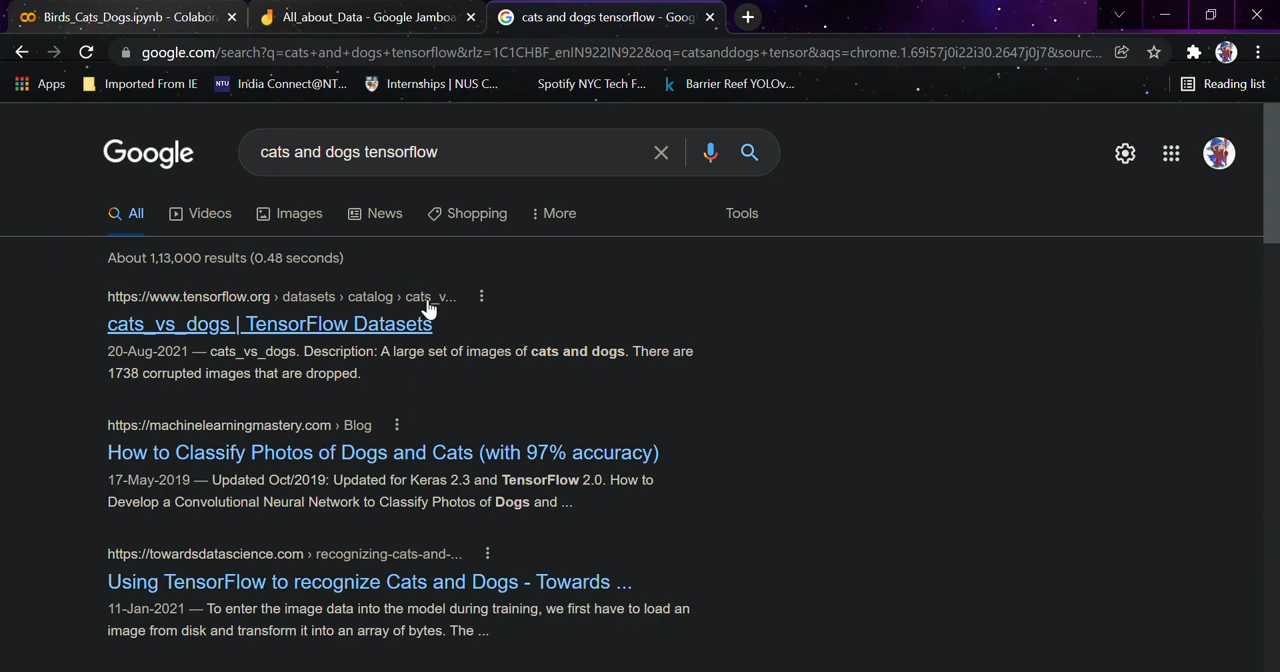 Birds_Cats_Dogs.ipynb - Colabor
All_about_Data - Google Jamboa
cats and dogs tensorflow - Goog
google.com/search?q=cats+and+dogs+tensorflow&rlz=1C1CHBF_enIN922IN922&oq=catsanddogs+tensor&aqs=chrome.1.69i57j0i22i30.2647j0j7&sourc...
Apps Imported From IE NTU India Connect@NT... Internships | NUS C... Spotify NYC Tech F... k Barrier Reef YOLOv... Reading list
Google cats and dogs tensorflow
All Videos Images News Shopping More Tools
About 1,13,000 results (0.48 seconds)
https://www.tensorflow.org › datasets › catalog › cats_v...
cats_vs_dogs | TensorFlow Datasets
20-Aug-2021 — cats_vs_dogs. Description: A large set of images of cats and dogs. There are
1738 corrupted images that are dropped.
https://machinelearningmastery.com › Blog
How to Classify Photos of Dogs and Cats (with 97% accuracy)
17-May-2019 — Updated Oct/2019: Updated for Keras 2.3 and TensorFlow 2.0. How to
Develop a Convolutional Neural Network to Classify Photos of Dogs and ...
https://towardsdatascience.com › recognizing-cats-and-...
Using TensorFlow to recognize Cats and Dogs - Towards ...
11-Jan-2021 — To enter the image data into the model during training, we first have to load an
image from disk and transform it into an array of bytes. The ...